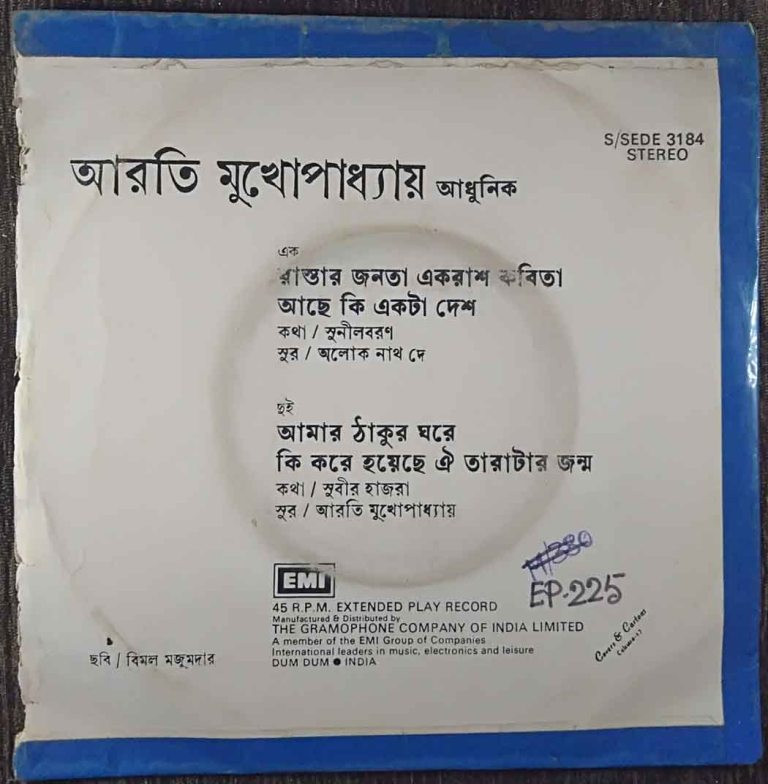 S/SEDE 3184
STEREO
আরতি মুখোপাধ্যায় আধুনিক
এক
রাস্তার জনতা একরাশ কবিতা
আছে কি একটা দেশ
কথা / সুনীলবরণ
সুর / অলোক নাথ দে
দুই
আমার ঠাকুর ঘরে
কি করে হয়েছে ঐ তারাটার জন্ম
কথা / সুবীর হাজরা
সুর / আরতি মুখোপাধ্যায়
EP-225
EMI
45 R.P.M. EXTENDED PLAY RECORD
Manufactured & Distributed by
THE GRAMOPHONE COMPANY OF INDIA LIMITED
A member of the EMI Group of Companies
International leaders in music, electronics and leisure
DUM DUM ● INDIA
Covers & Cartons
ছবি / বিমল মজুমদার